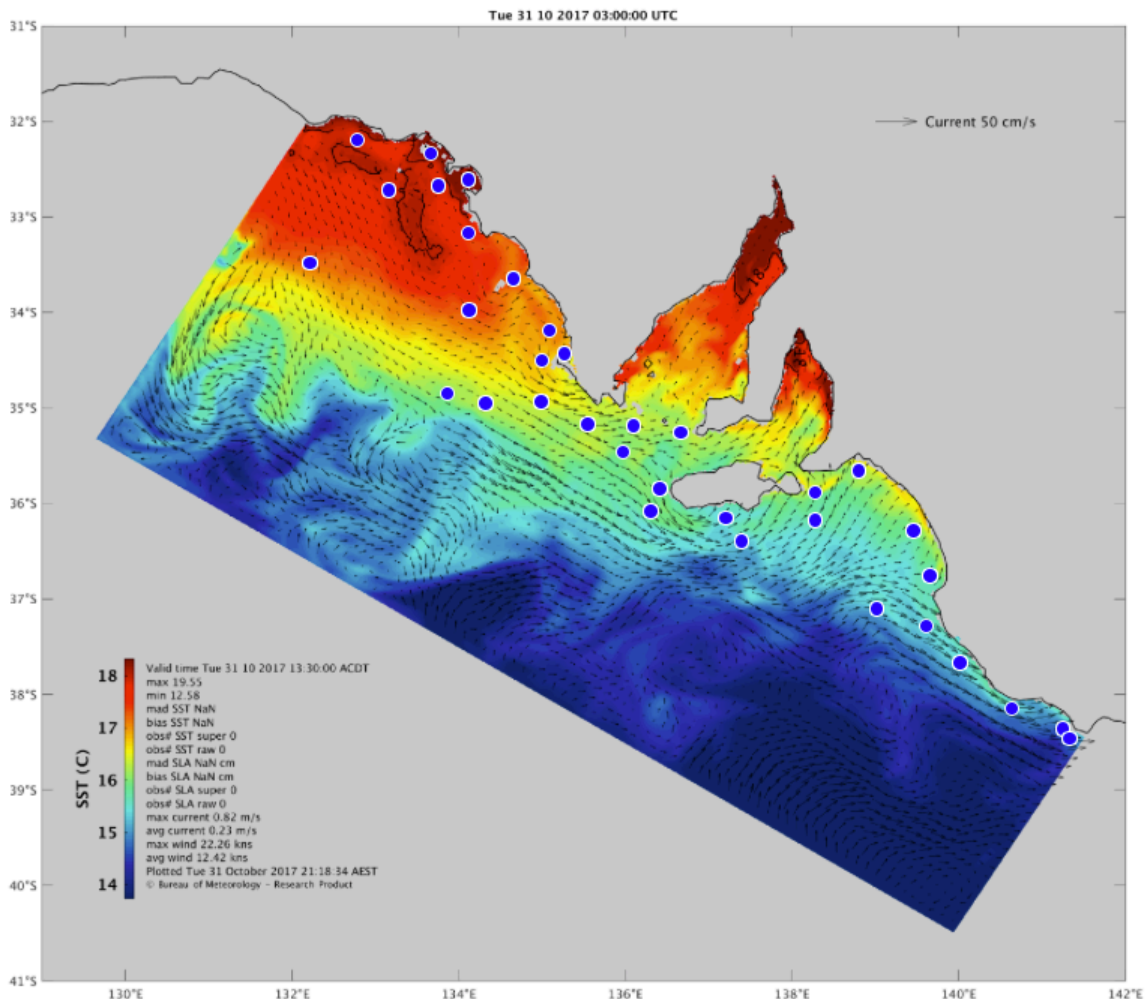 Tue 31 10 2017 03:00:00 UTC
31°S
32°S
33°S
34°S
35°S
36°S
37°S
38°S
39°S
40°S
41°S
Current 50 cm/s
18
18
18
17
16
15
14
SST (C)
Valid time Tue 31 10 2017 13:30:00 ACDT
max 19.55
min 12.58
mad SST NaN
bias SST NaN
obs# SST super 0
obs# SST raw 0
mad SLA NaN cm
bias SLA NaN cm
obs# SLA super 0
obs# SLA raw 0
max current 0.82 m/s
avg current 0.23 m/s
max wind 22.26 kns
avg wind 12.42 kns
Plotted Tue 31 October 2017 21:18:34 AEST
© Bureau of Meteorology - Research Product
130°E 132°E 134°E 136°E 138°E 140°E 142°E